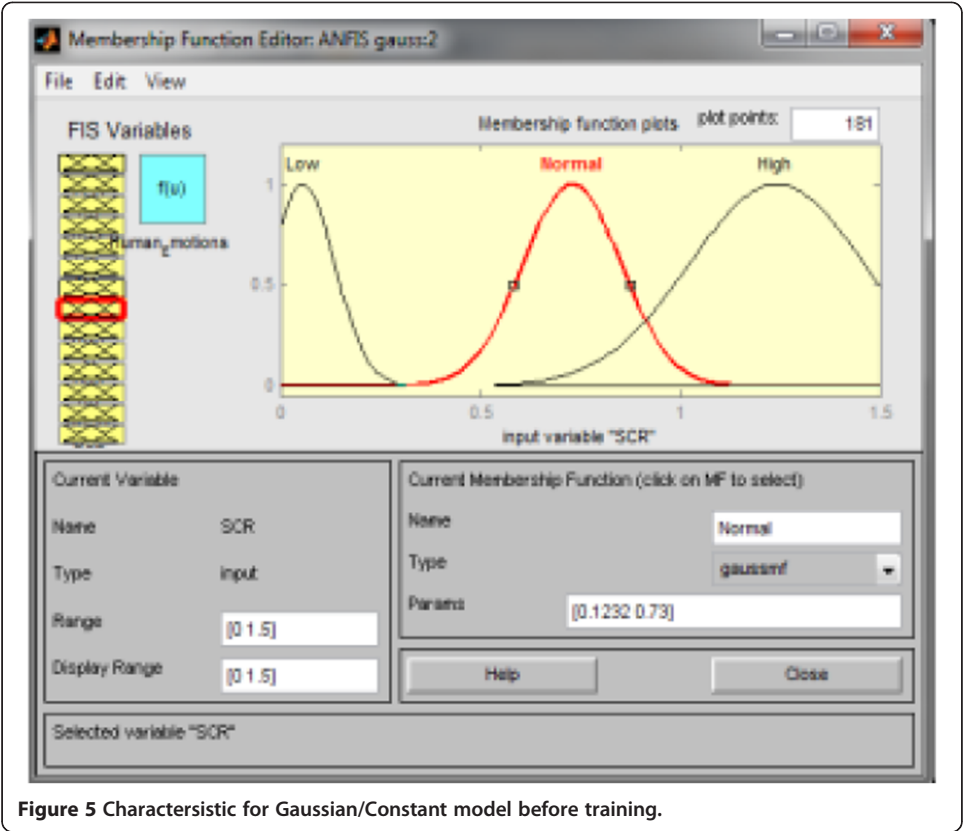 Membership Function Editor: ANFIS gauss:2
File Edit View
FIS Variables
f(u)
Membership function plots plot points: 181
Low Normal High
1
0.5
0
0 0.5 1 1.5
input variable "SCR"
Current Variable
Name SCR
Type input
Range [0 1.5]
Display Range [0 1.5]
Current Membership Function (click on MF to select)
Name Normal
Type gaussmf
Params [0.1232 0.73]
Help Close
Selected variable "SCR"
Figure 5 Charactersistic for Gaussian/Constant model before training.